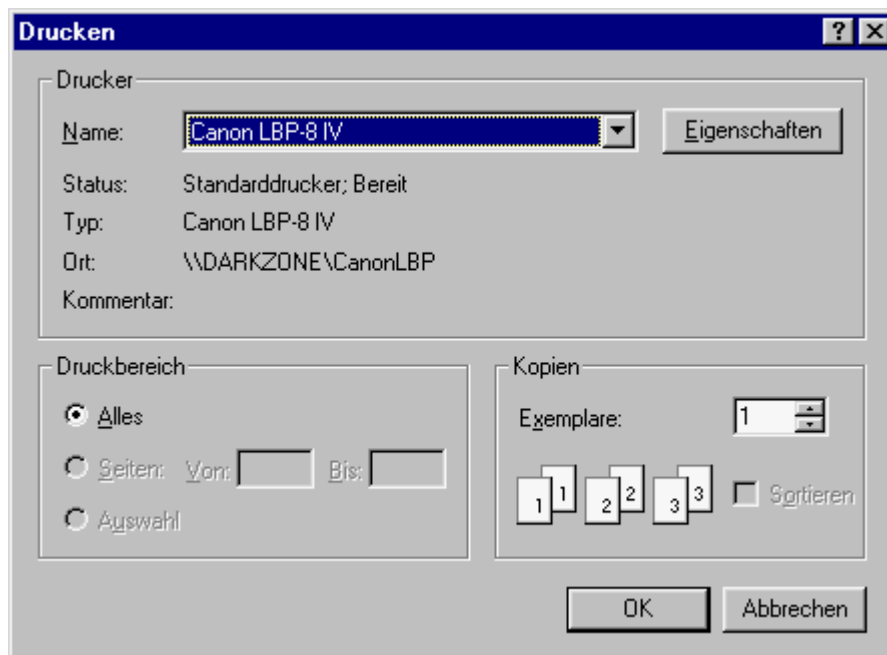 Drucken
Drucker
Name: Canon LBP-8 IV Eigenschaften
Status: Standarddrucker; Bereit
Typ: Canon LBP-8 IV
Ort: \\DARKZONE\CanonLBP
Kommentar:
Druckbereich
Alles
Seiten: Von: Bis:
Auswahl
Kopien
Exemplare: 1
1 1 2 2 3 3 Sortieren
OK Abbrechen